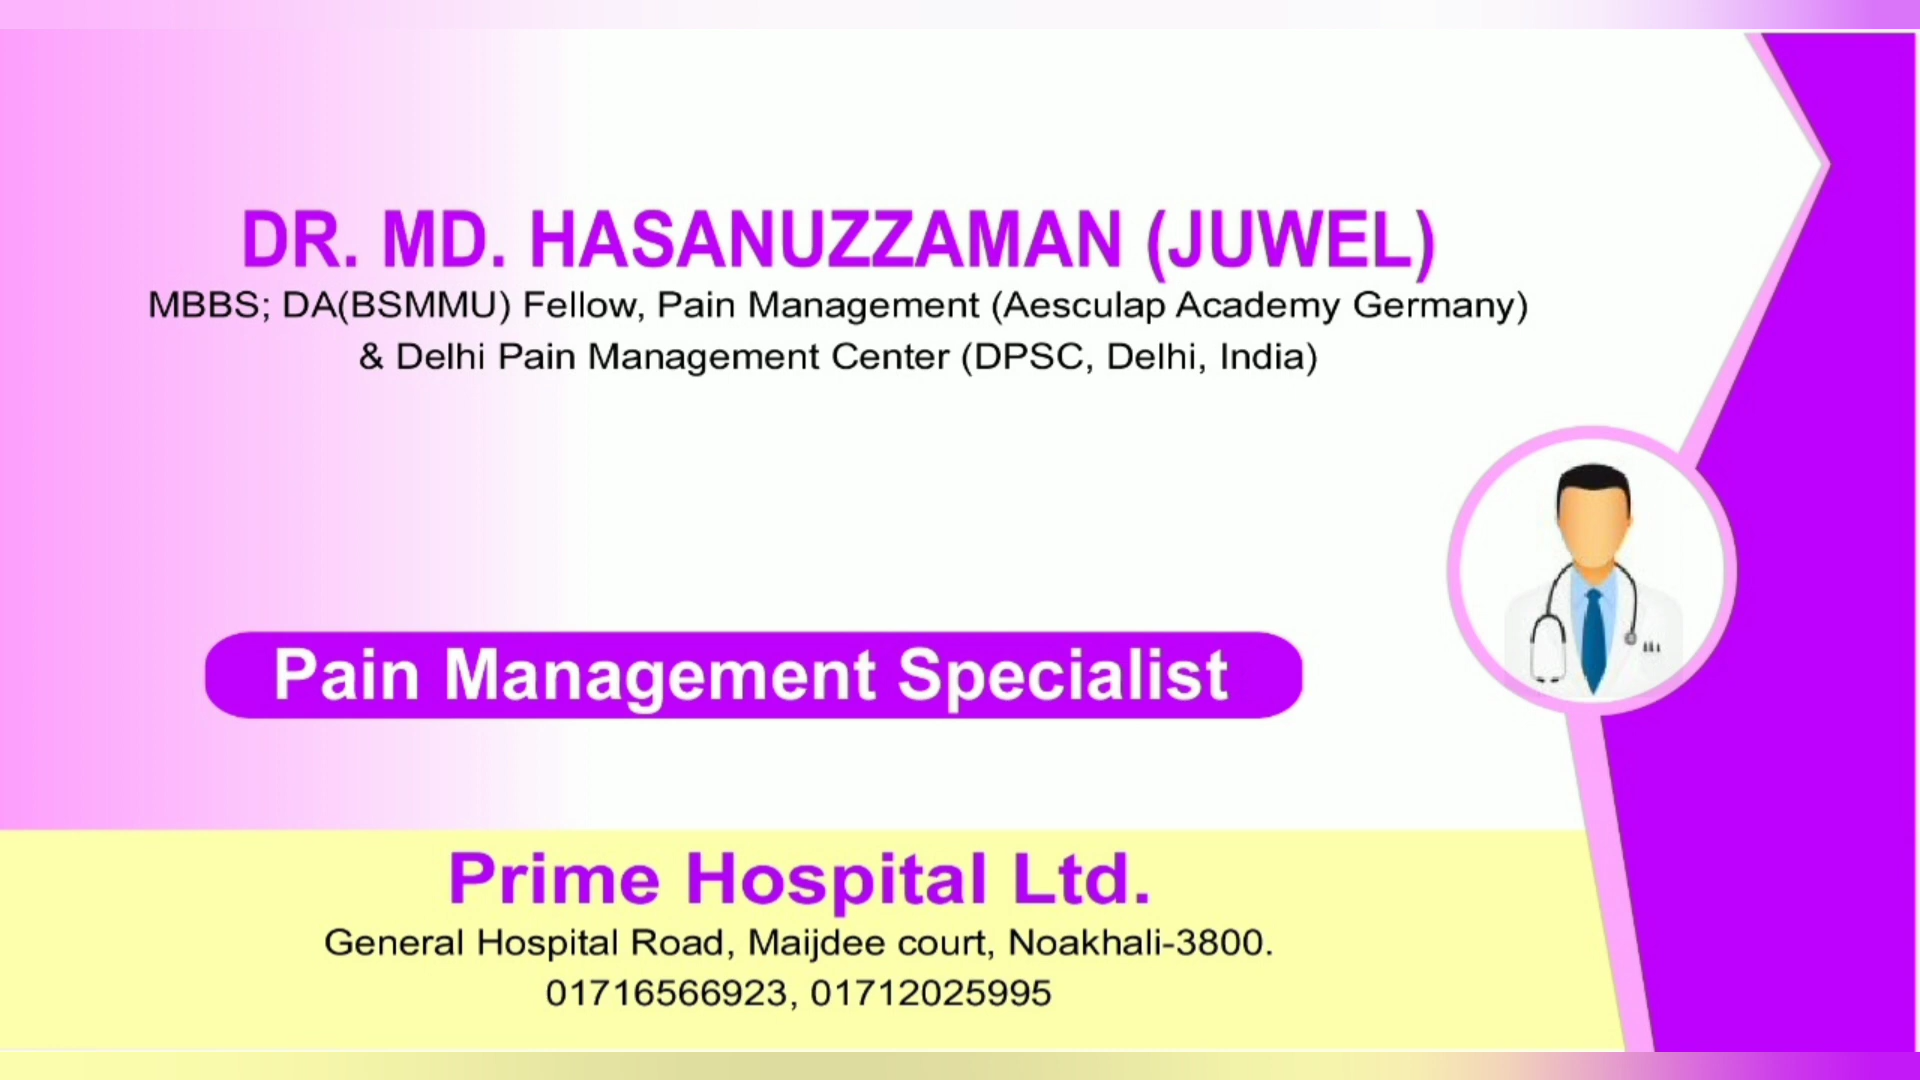 DR. MD. HASANUZZAMAN (JUWEL)
MBBS; DA(BSMMU) Fellow, Pain Management (Aesculap Academy Germany)
& Delhi Pain Management Center (DPSC, Delhi, India)
Pain Management Specialist
Prime Hospital Ltd.
General Hospital Road, Maijdee court, Noakhali-3800.
01716566923, 01712025995